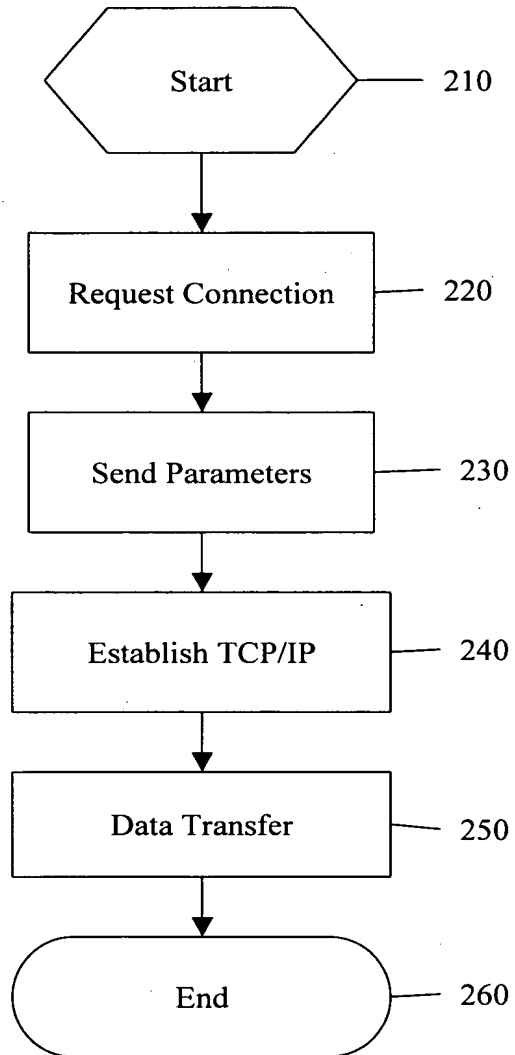 Start 210
Request Connection 220
Send Parameters 230
Establish TCP/IP 240
Data Transfer 250
End 260